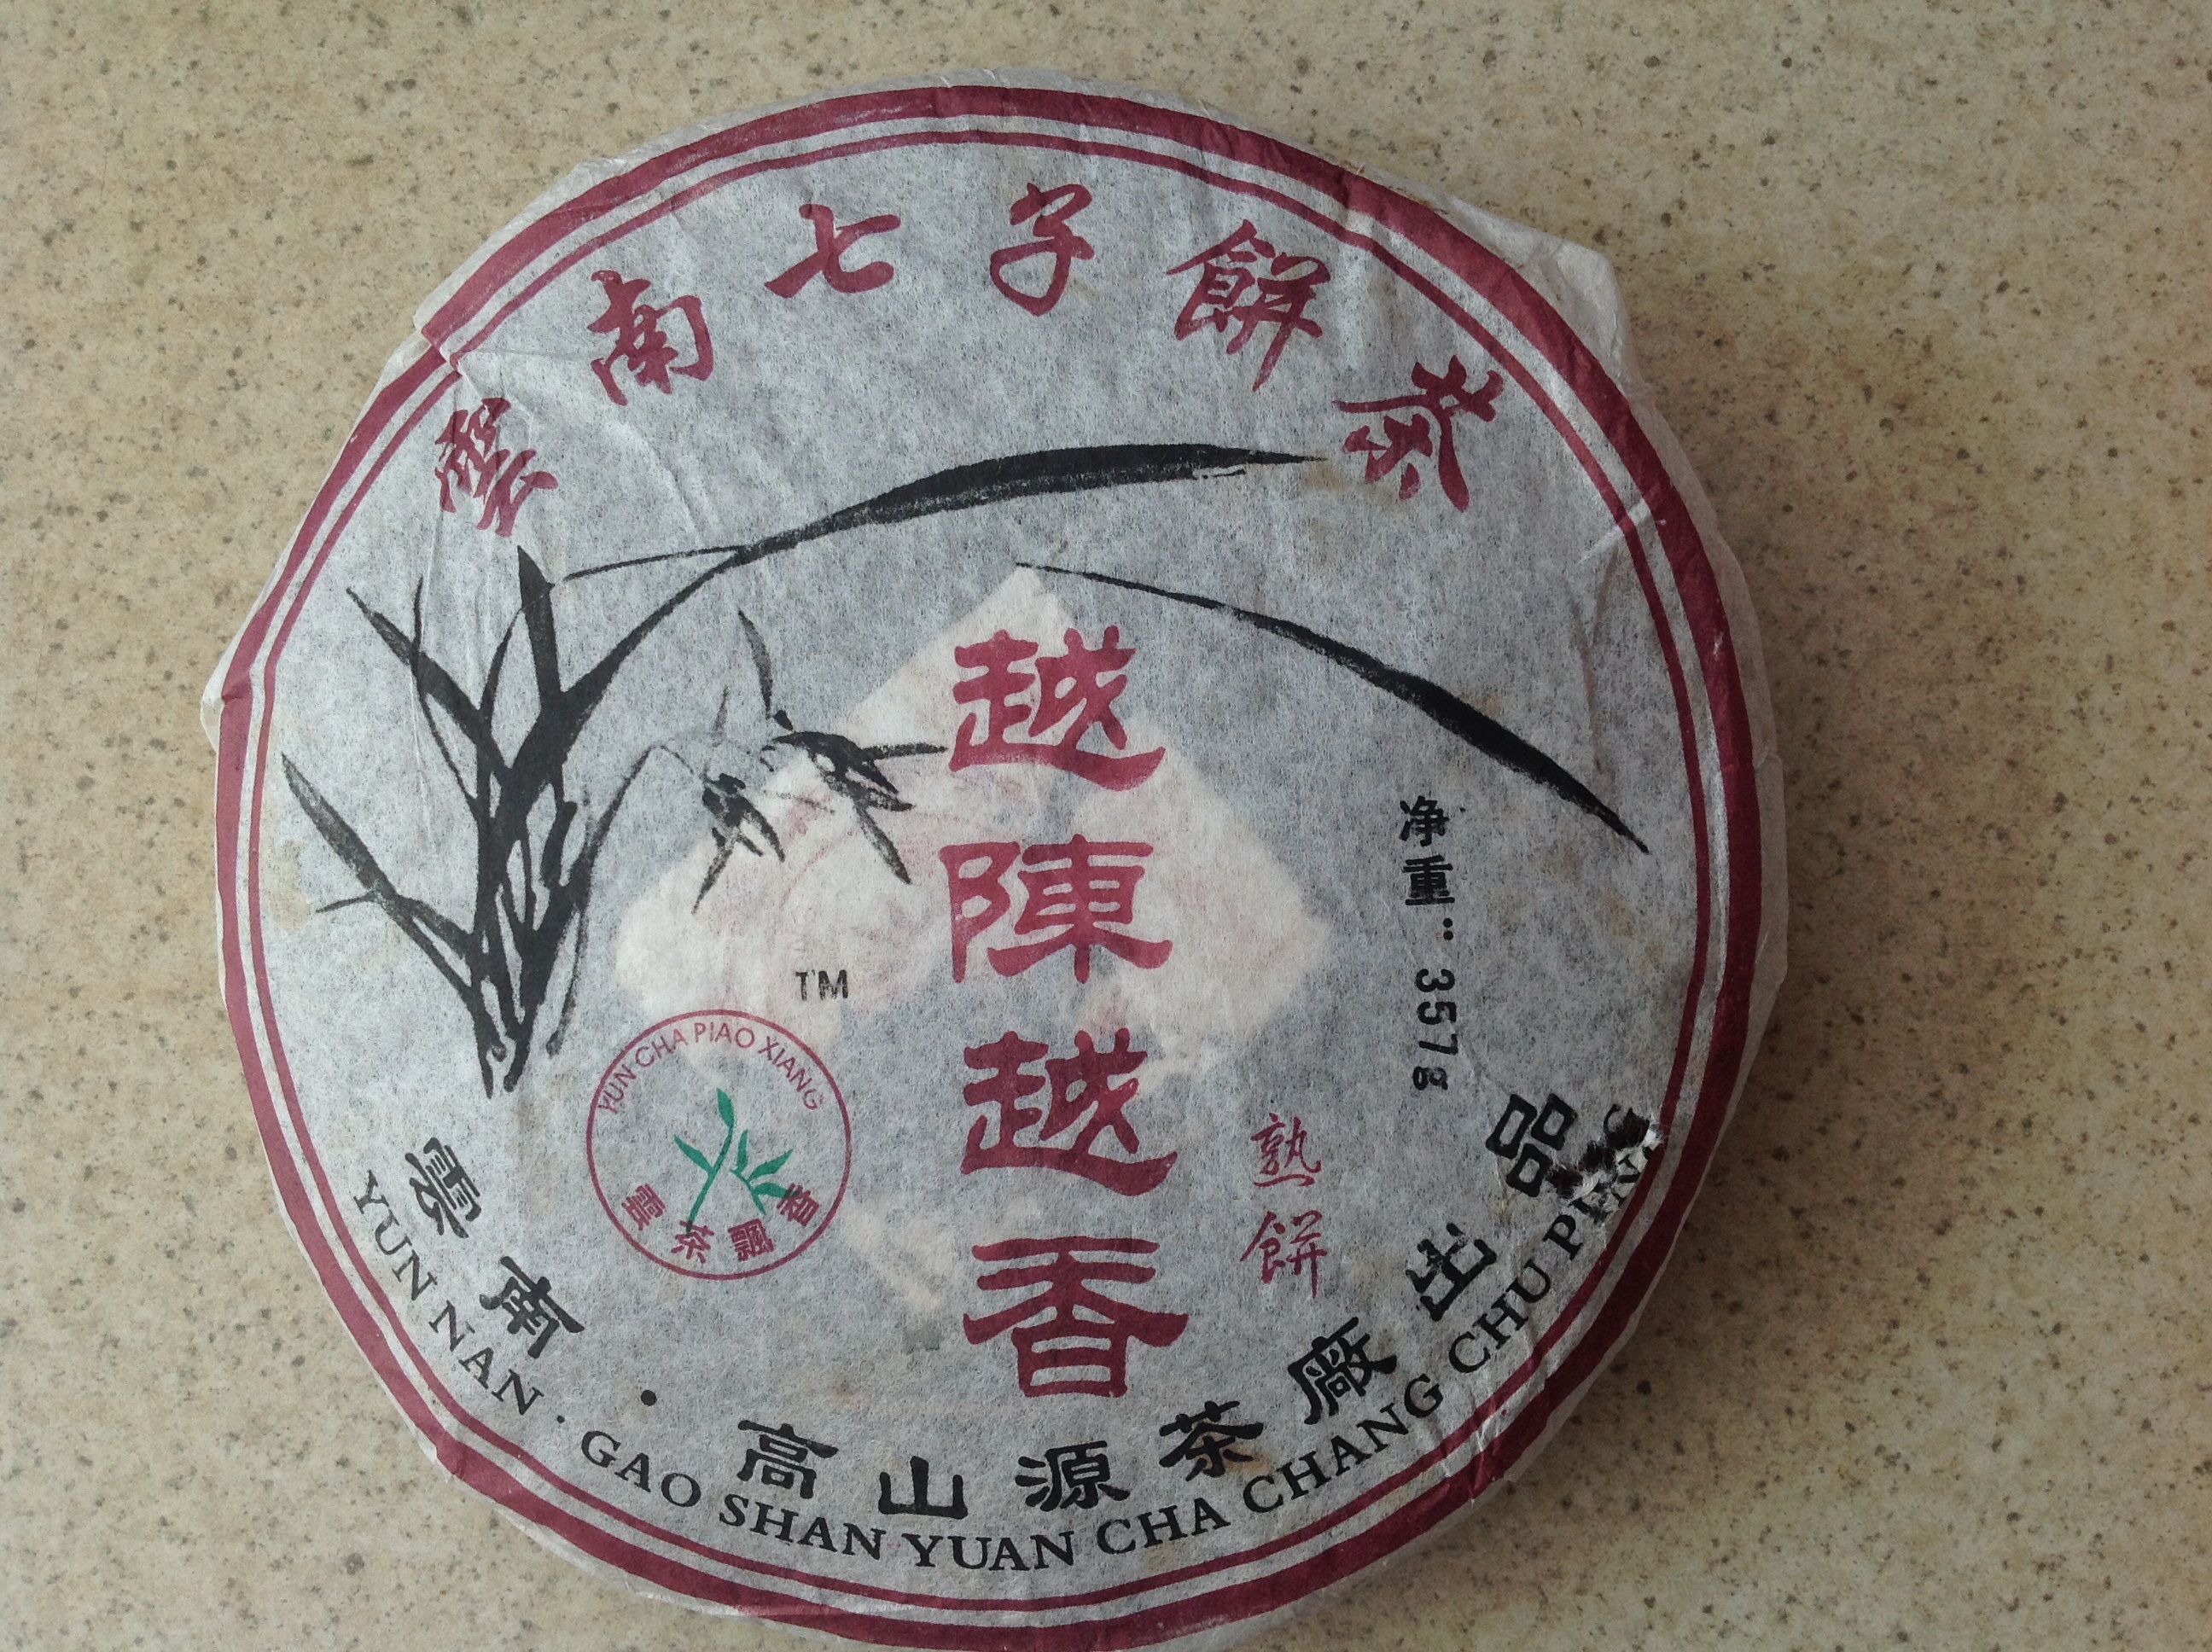 雲南七子餅茶
越陳越香
净重：357g
熟餅
TM
YUN CHA PIAO XIANG
雲茶飄香
雲南·高山源茶廠出品
YUN NAN·GAO SHAN YUAN CHA CHANG CHU PIN